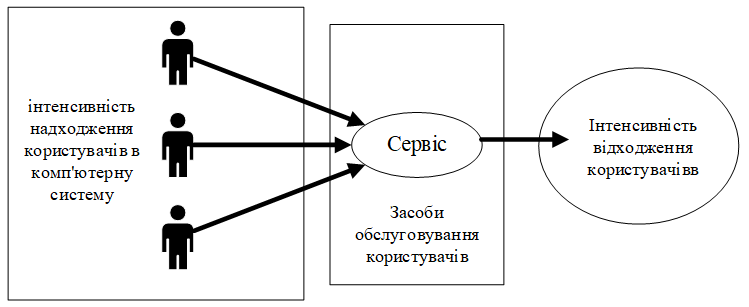 інтенсивність
надходження
користувачів в
комп'ютерну
систему
Сервіс
Засоби
обслуговування
користувачів
Інтенсивність
відходження
користувачівв